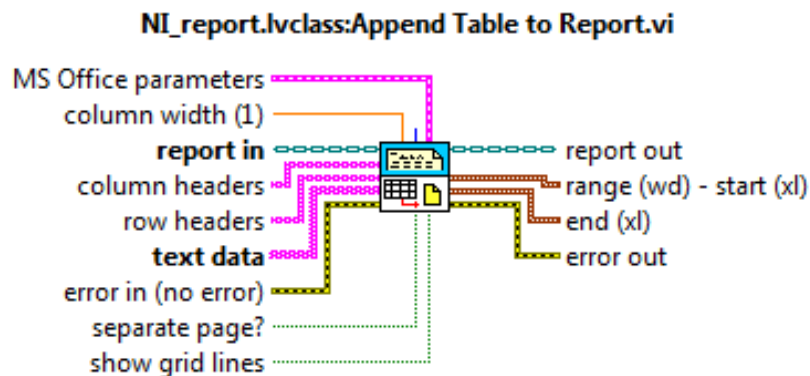 NI_report.lvclass:Append Table to Report.vi
MS Office parameters
column width (1)
report in
report out
column headers
range (wd) - start (xl)
row headers
end (xl)
text data
error out
error in (no error)
separate page?
show grid lines